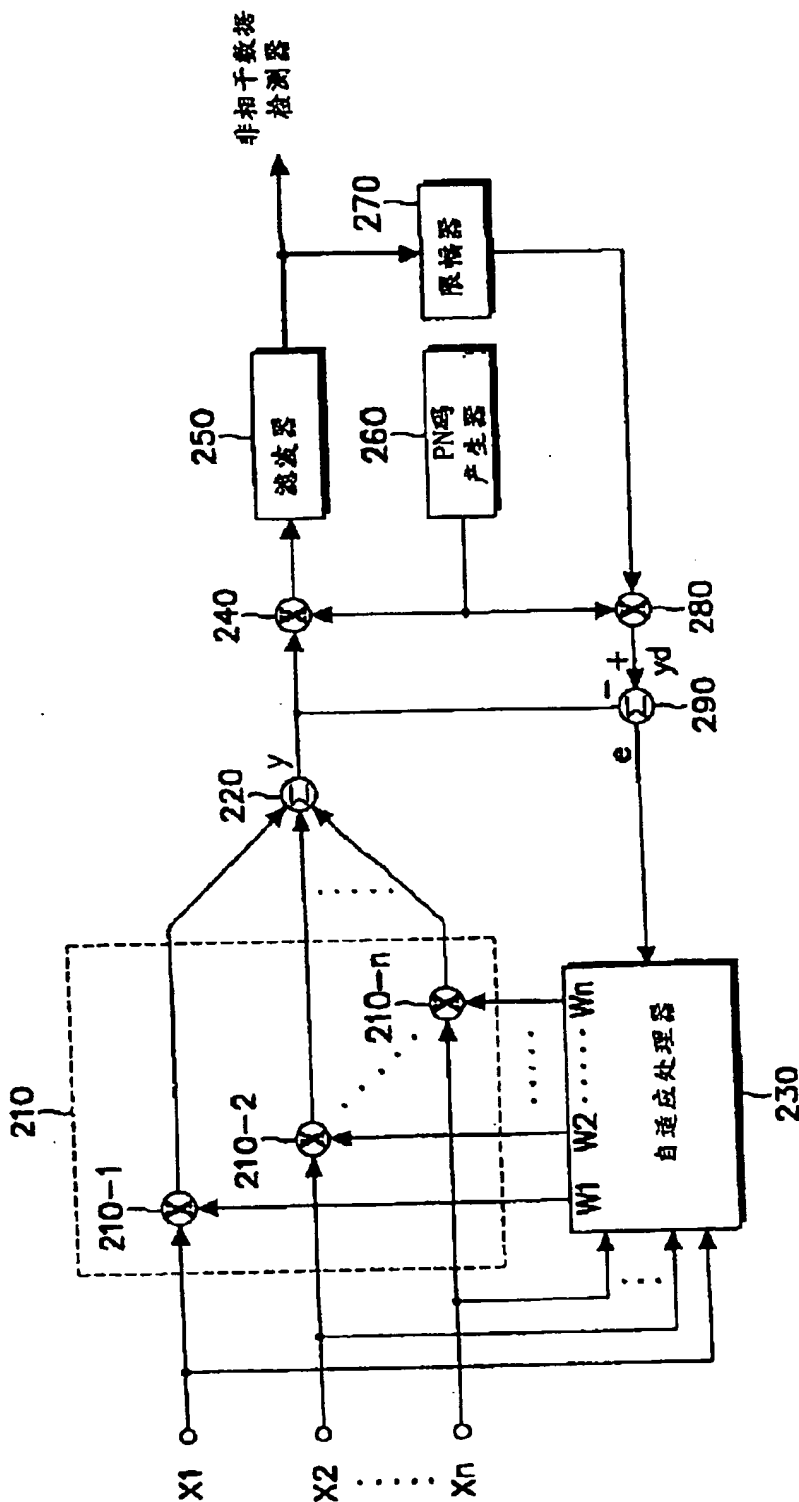 210
210-1
210-2
210-n
X1
X2
......
Xn
W1
W2
......
Wn
自适应处理器
230
220
y
240
250
滤波器
260
PN码
产生器
270
限幅器
280
290
-
+
yd
e
非相干数据
检测器